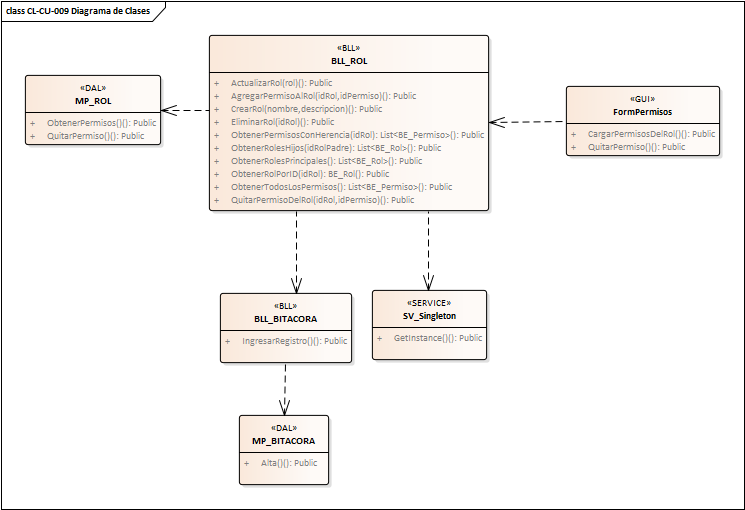 class CL-CU-009 Diagrama de Clases
«BLL»
BLL_ROL
+ ActualizarRol(rol)(): Public
+ AgregarPermisoAlRol(idRol,idPermiso)(): Public
+ CrearRol(nombre,descripcion)(): Public
+ EliminarRol(idRol)(): Public
+ ObtenerPermisosConHerencia(idRol): List<BE_Permiso>(): Public
+ ObtenerRolesHijos(idRolPadre): List<BE_Rol>(): Public
+ ObtenerRolesPrincipales(): List<BE_Rol>(): Public
+ ObtenerRolPorID(idRol): BE_Rol(): Public
+ ObtenerTodosLosPermisos(): List<BE_Permiso>(): Public
+ QuitarPermisoDelRol(idRol,idPermiso)(): Public
«DAL»
MP_ROL
+ ObtenerPermisos()(): Public
+ QuitarPermiso()(): Public
«GUI»
FormPermisos
+ CargarPermisosDelRol()(): Public
+ QuitarPermiso()(): Public
«BLL»
BLL_BITACORA
+ IngresarRegistro()(): Public
«SERVICE»
SV_Singleton
+ GetInstance()(): Public
«DAL»
MP_BITACORA
+ Alta()(): Public